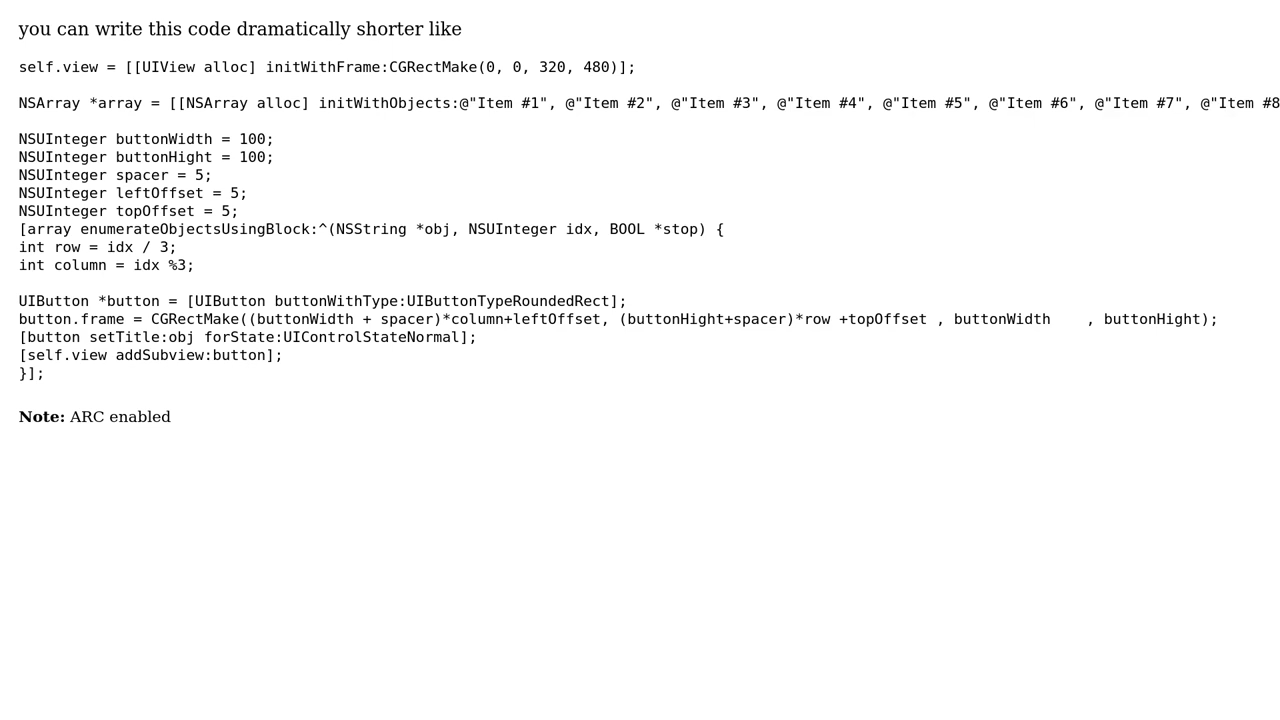 you can write this code dramatically shorter like
self.view = [[UIView alloc] initWithFrame:CGRectMake(0, 0, 320, 480)];
NSArray *array = [[NSArray alloc] initWithObjects:@"Item #1", @"Item #2", @"Item #3", @"Item #4", @"Item #5", @"Item #6", @"Item #7", @"Item #8
NSUInteger buttonWidth = 100;
NSUInteger buttonHight = 100;
NSUInteger spacer = 5;
NSUInteger leftOffset = 5;
NSUInteger topOffset = 5;
[array enumerateObjectsUsingBlock:^(NSString *obj, NSUInteger idx, BOOL *stop) {
int row = idx / 3;
int column = idx %3;
UIButton *button = [UIButton buttonWithType:UIButtonTypeRoundedRect];
button.frame = CGRectMake((buttonWidth + spacer)*column+leftOffset, (buttonHight+spacer)*row +topOffset , buttonWidth    , buttonHight);
[button setTitle:obj forState:UIControlStateNormal];
[self.view addSubview:button];
}];
Note: ARC enabled